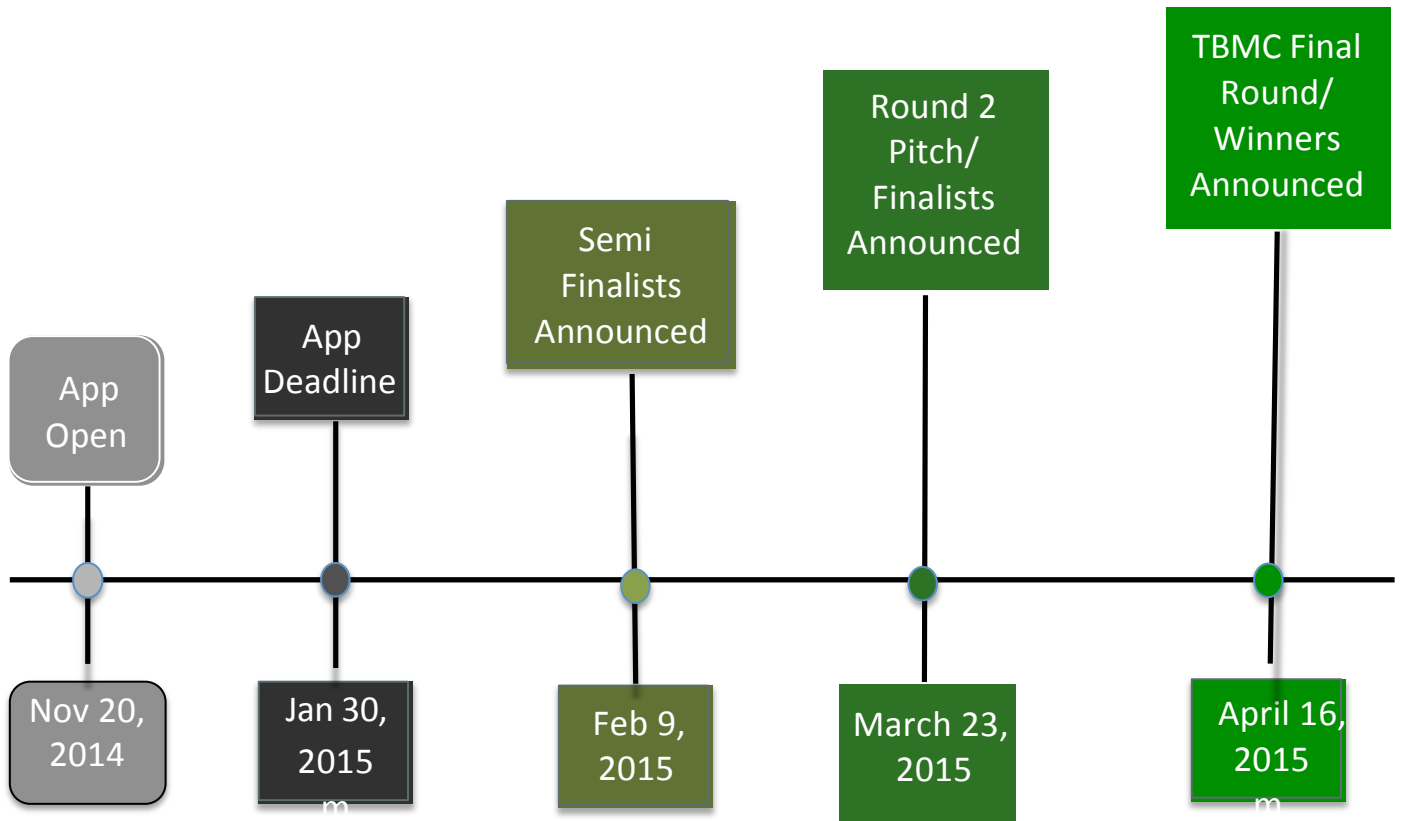 App
Open
App
Deadline
Semi
Finalists
Announced
Round 2
Pitch/
Finalists
Announced
TBMC Final
Round/
Winners
Announced
Nov 20,
2014
Jan 30,
2015
m
Feb 9,
2015
March 23,
2015
April 16,
2015
m